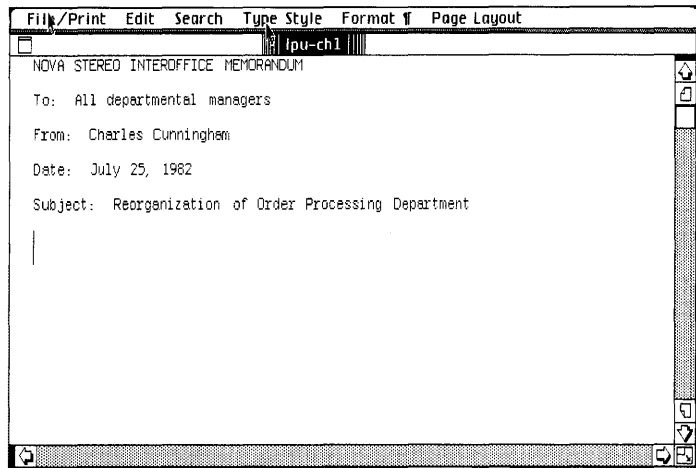 File/Print Edit Search Type Style Format ¶ Page Layout
lpu-ch1
NOVA STEREO INTEROFFICE MEMORANDUM
To: All departmental managers
From: Charles Cunningham
Date: July 25, 1982
Subject: Reorganization of Order Processing Department